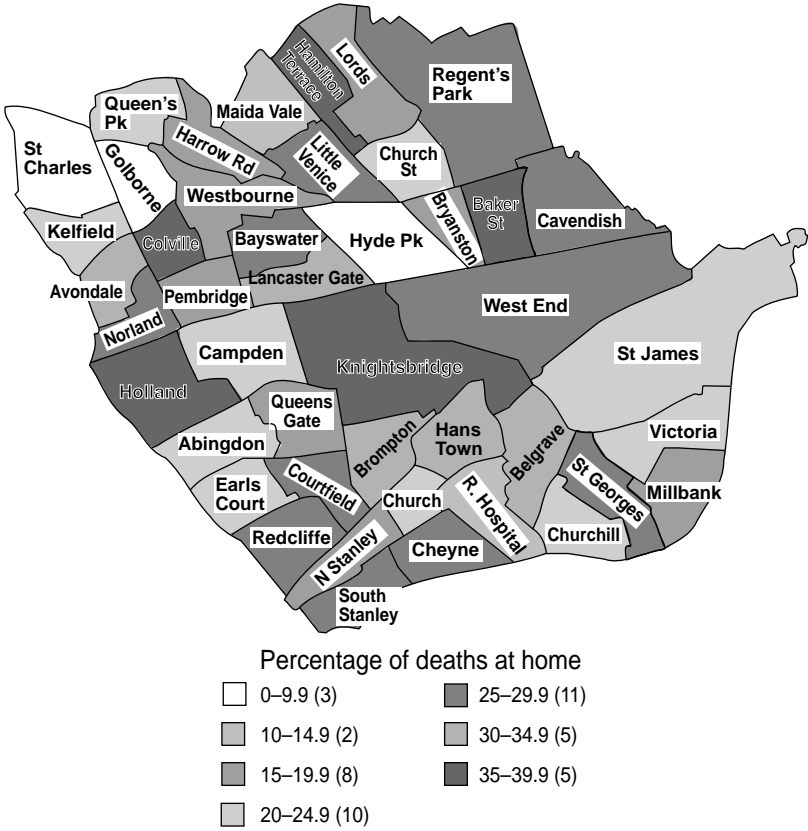 Hamilton
Terrace
Lords
Regent's
Park
Queen's
Pk
Maida Vale
St
Charles
Golborne
Harrow Rd
Little
Venice
Church
St
Westbourne
Bryanston
Baker
St
Cavendish
Kelfield
Colville
Bayswater
Hyde Pk
Avondale
Pembridge
Lancaster Gate
Norland
West End
Campden
St James
Holland
Knightsbridge
Queens
Gate
Abingdon
Brompton
Hans
Town
Belgrave
Victoria
Earls
Court
Courtfield
Church
R. Hospital
St Georges
Millbank
Redcliffe
N Stanley
Cheyne
Churchill
South
Stanley
Percentage of deaths at home
0–9.9 (3)
10–14.9 (2)
15–19.9 (8)
20–24.9 (10)
25–29.9 (11)
30–34.9 (5)
35–39.9 (5)